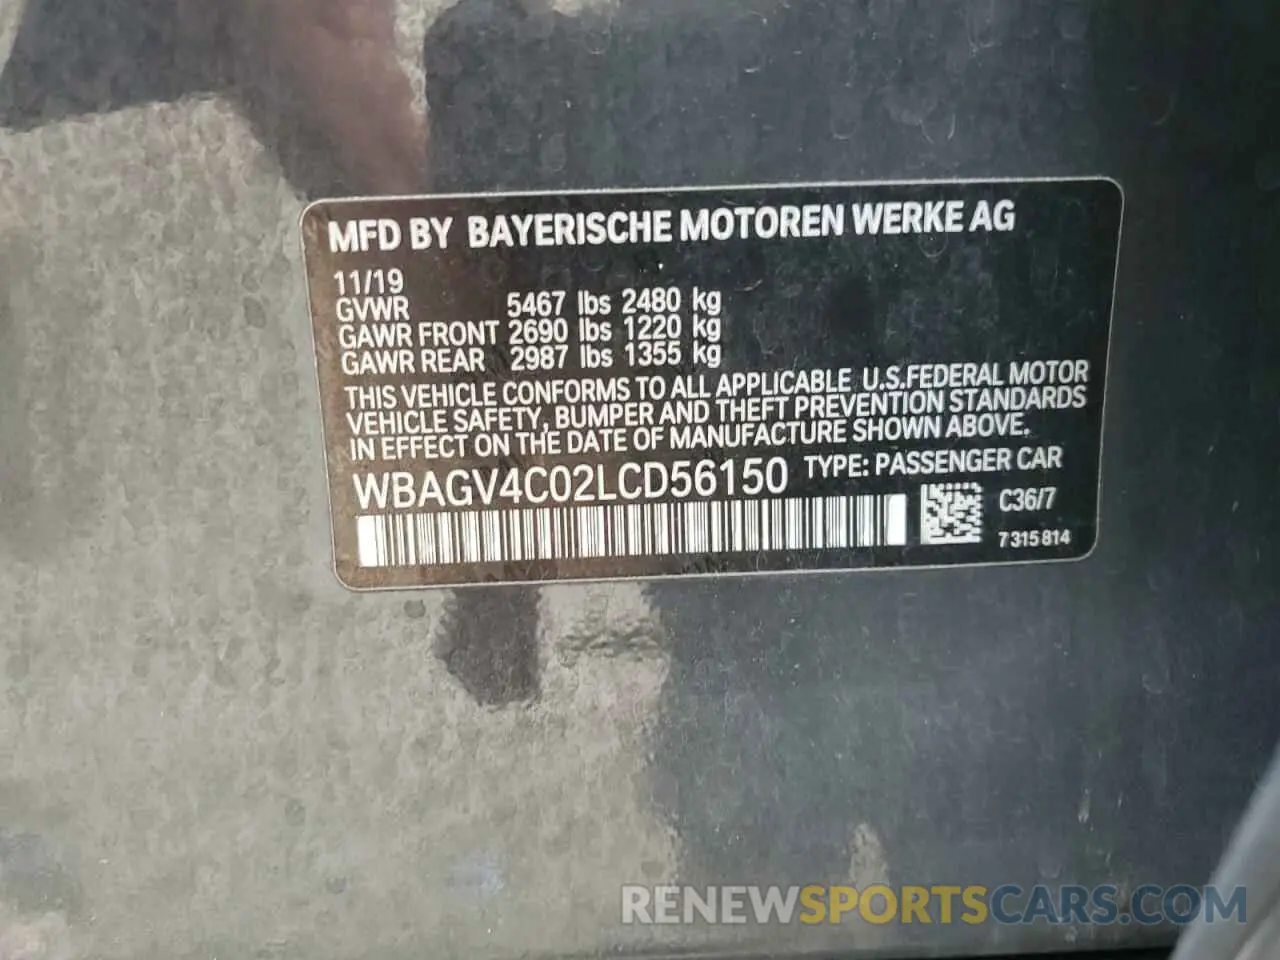 MFD BY BAYERISCHE MOTOREN WERKE AG
11/19
GVWR 5467 lbs 2480 kg
GAWR FRONT 2690 lbs 1220 kg
GAWR REAR 2987 lbs 1355 kg
THIS VEHICLE CONFORMS TO ALL APPLICABLE U.S.FEDERAL MOTOR
VEHICLE SAFETY, BUMPER AND THEFT PREVENTION STANDARDS
IN EFFECT ON THE DATE OF MANUFACTURE SHOWN ABOVE.
WBAGV4C02LCD56150 TYPE: PASSENGER CAR
C36/7
7 315 814
RENEWSPORTSCARS.COM